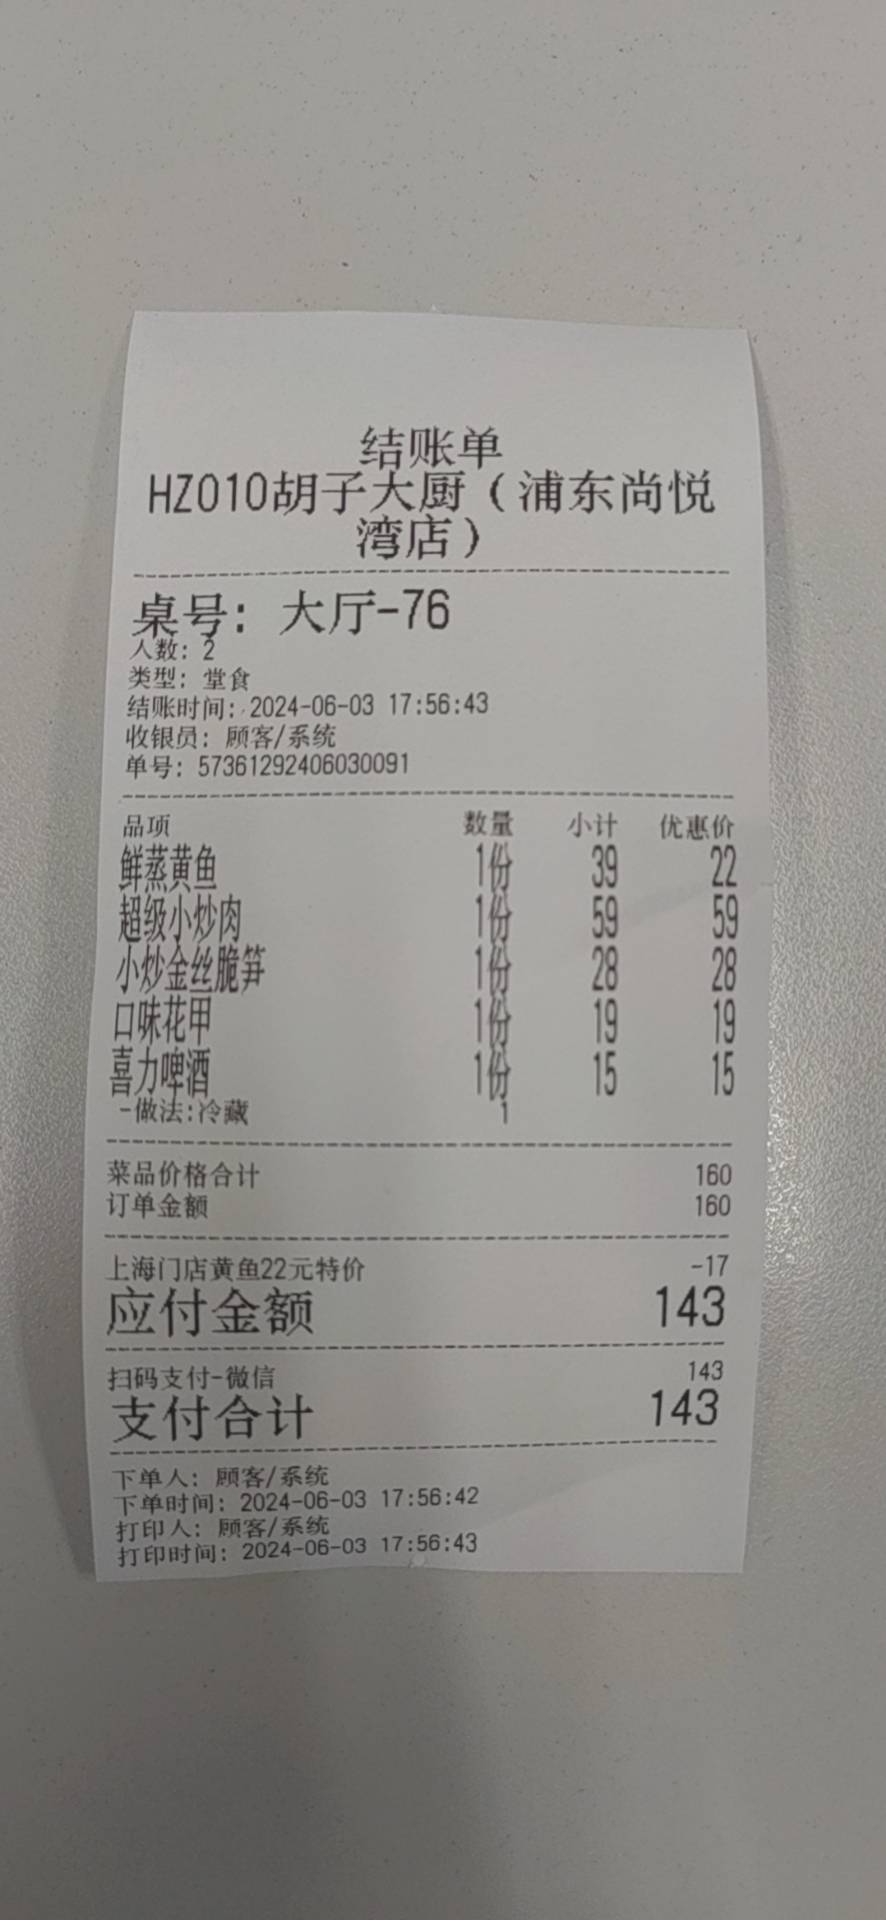 结账单
HZ010胡子大厨（浦东尚悦
湾店）
桌号: 大厅-76
人数: 2
类型: 堂食
结账时间: 2024-06-03 17:56:43
收银员: 顾客/系统
单号: 57361292406030091
品项 数量 小计 优惠价
鲜蒸黄鱼 1份 39 22
超级小炒肉 1份 59 59
小炒金丝脆笋 1份 28 28
口味花甲 1份 19 19
喜力啤酒 1份 15 15
-做法:冷藏 1
菜品价格合计 160
订单金额 160
上海门店黄鱼22元特价 -17
应付金额 143
扫码支付-微信 143
支付合计 143
下单人: 顾客/系统
下单时间: 2024-06-03 17:56:42
打印人: 顾客/系统
打印时间: 2024-06-03 17:56:43